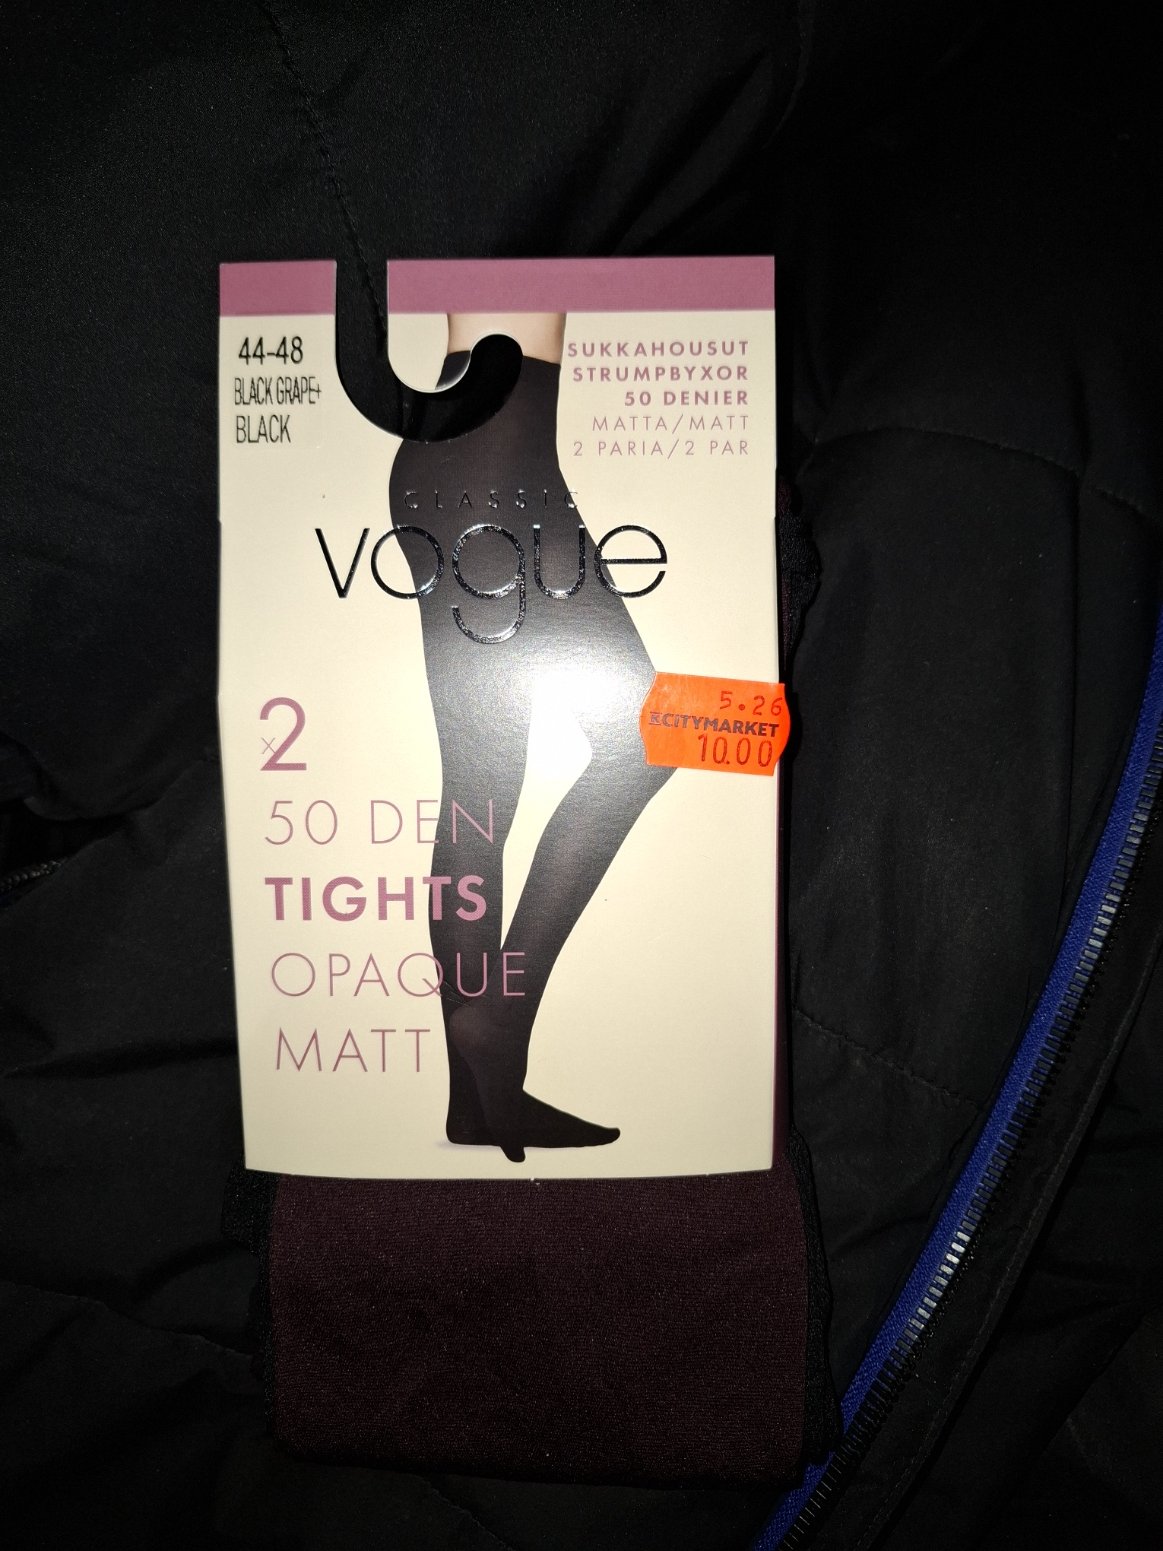 44-48
BLACK GRAPE+
BLACK
SUKKAHOUSUT
STRUMPBYXOR
50 DENIER
MATTA/MATT
2 PARIA/2 PAR
CLASSIC
vogue
x2
50 DEN
TIGHTS
OPAQUE
MATT
5.26
K CITYMARKET
10.00